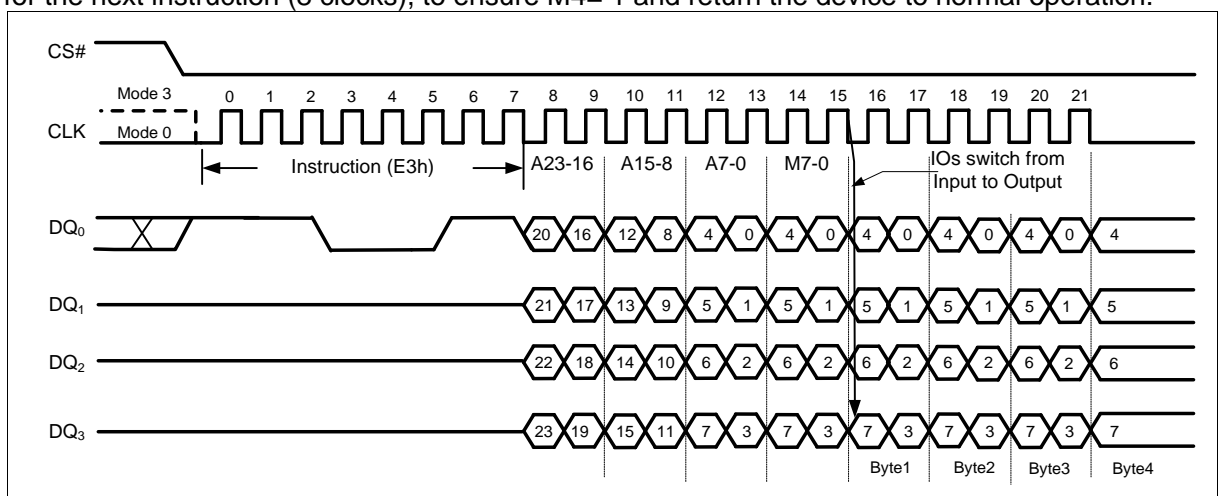 for the next instruction (8 clocks), to ensure M4= 1 and return the device to normal operation.
CS#
Mode 3
0 1 2 3 4 5 6 7 8 9 10 11 12 13 14 15 16 17 18 19 20 21
CLK
Mode 0
Instruction (E3h)
A23-16 A15-8 A7-0 M7-0
IOs switch from
Input to Output
DQ0
20 16 12 8 4 0 4 0 4 0 4 0 4 0 4
DQ1
21 17 13 9 5 1 5 1 5 1 5 1 5 1 5
DQ2
22 18 14 10 6 2 6 2 6 2 6 2 6 2 6
DQ3
23 19 15 11 7 3 7 3 7 3 7 3 7 3 7
Byte1 Byte2 Byte3 Byte4